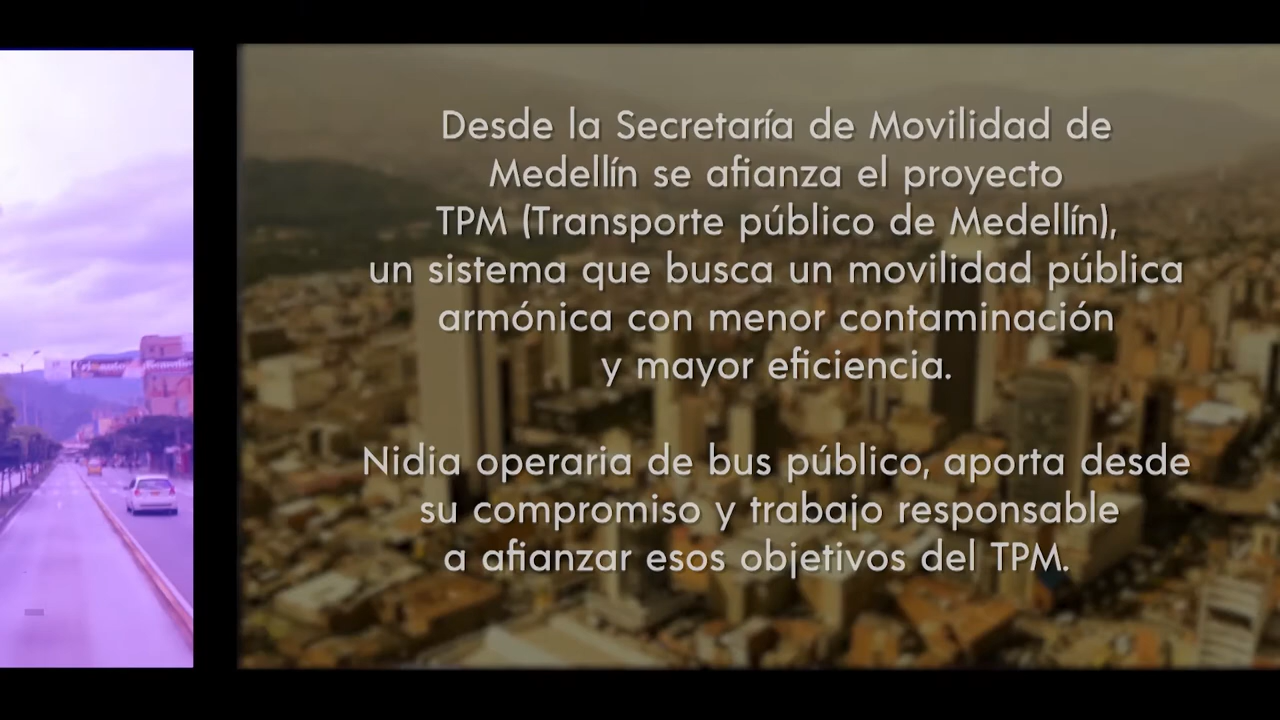 Desde la Secretaría de Movilidad de
Medellín se afianza el proyecto
TPM (Transporte público de Medellín),
un sistema que busca un movilidad pública
armónica con menor contaminación
y mayor eficiencia.
Nidia operaria de bus público, aporta desde
su compromiso y trabajo responsable
a afianzar esos objetivos del TPM.